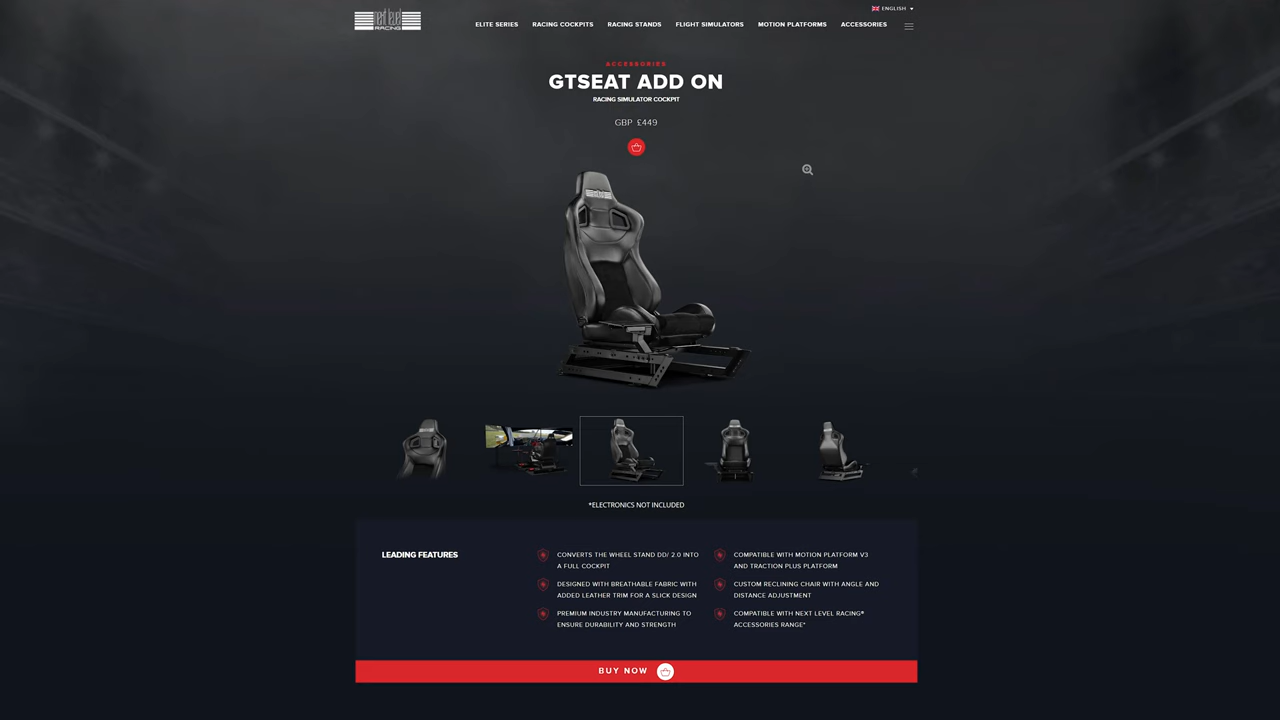 ENGLISH
next level
RACING
ELITE SERIES RACING COCKPITS RACING STANDS FLIGHT SIMULATORS MOTION PLATFORMS ACCESSORIES
ACCESSORIES
GTSEAT ADD ON
RACING SIMULATOR COCKPIT
GBP £449
*ELECTRONICS NOT INCLUDED
LEADING FEATURES
CONVERTS THE WHEEL STAND DD/ 2.0 INTO
A FULL COCKPIT
DESIGNED WITH BREATHABLE FABRIC WITH
ADDED LEATHER TRIM FOR A SLICK DESIGN
PREMIUM INDUSTRY MANUFACTURING TO
ENSURE DURABILITY AND STRENGTH
COMPATIBLE WITH MOTION PLATFORM V3
AND TRACTION PLUS PLATFORM
CUSTOM RECLINING CHAIR WITH ANGLE AND
DISTANCE ADJUSTMENT
COMPATIBLE WITH NEXT LEVEL RACING®
ACCESSORIES RANGE*
BUY NOW